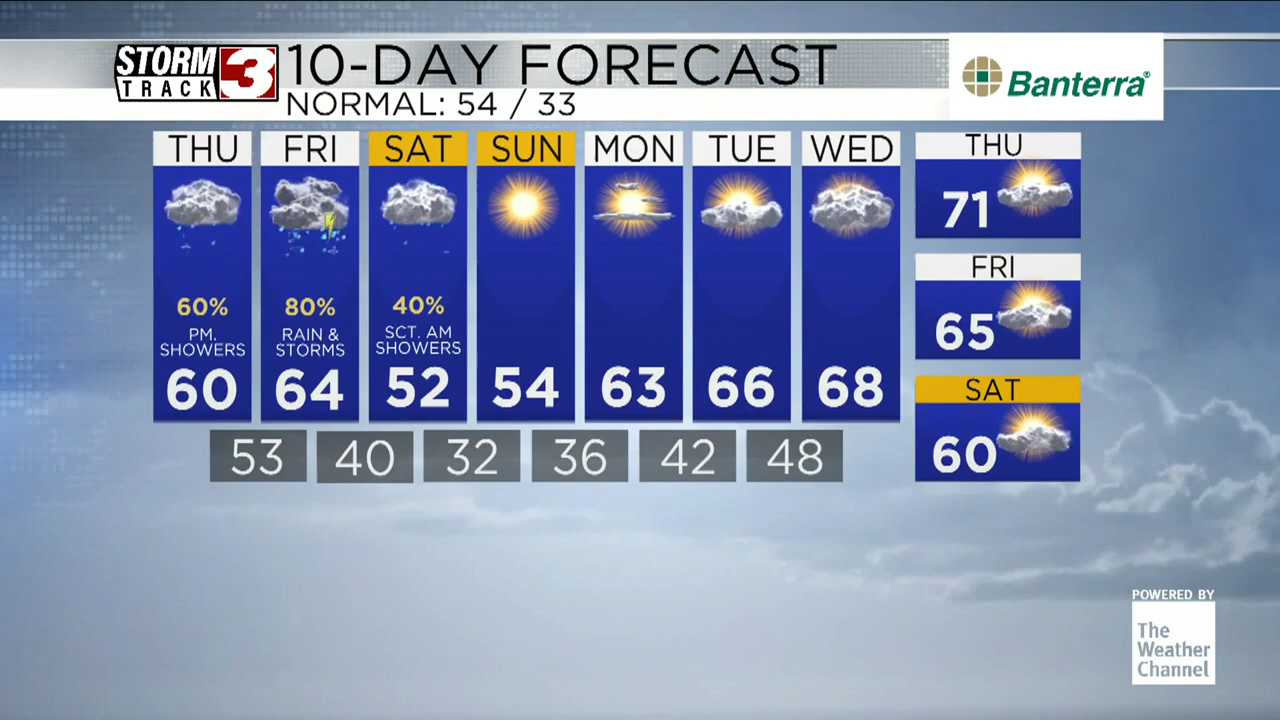 STORM
TRACK 3
10-DAY FORECAST
NORMAL: 54 / 33
Banterra®
THU FRI SAT SUN MON TUE WED
60% 80% 40%
PM. SHOWERS
RAIN & STORMS
SCT. AM SHOWERS
60 64 52 54 63 66 68
53 40 32 36 42 48
THU
71
FRI
65
SAT
60
POWERED BY
The
Weather
Channel